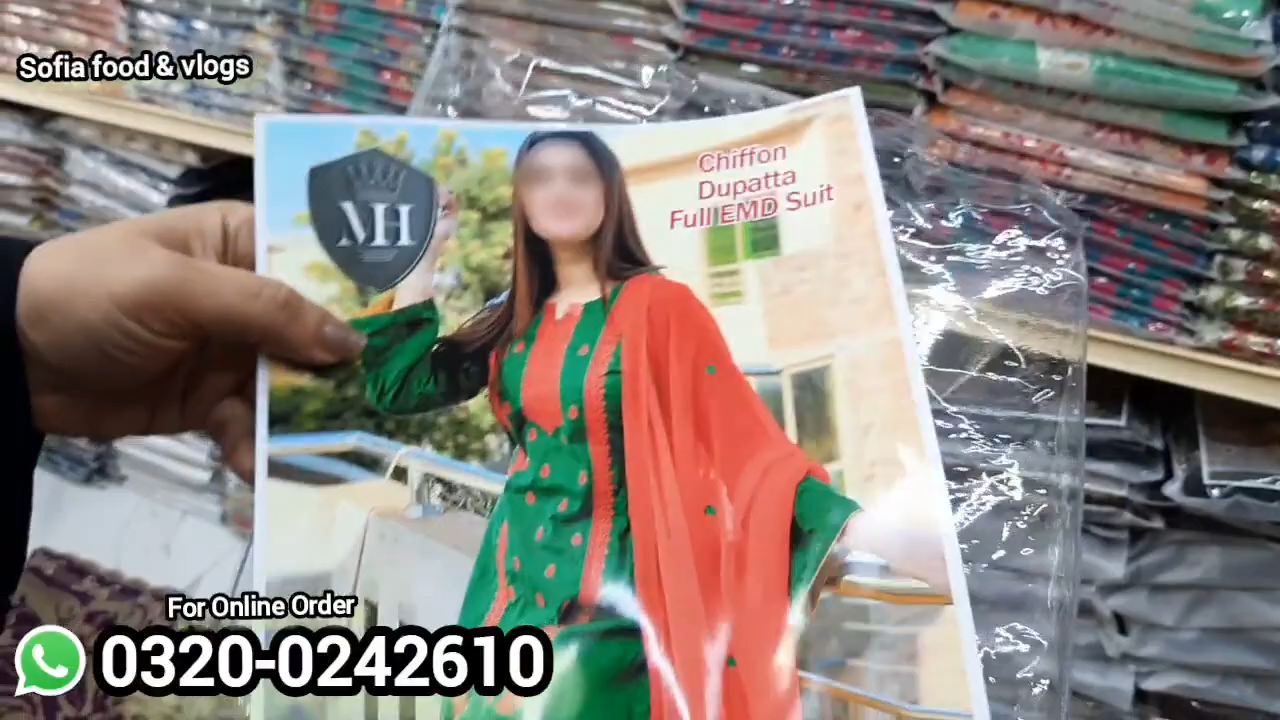 Sofia food & vlogs
MH
Chiffon
Dupatta
Full EMD Suit
For Online Order
0320-0242610